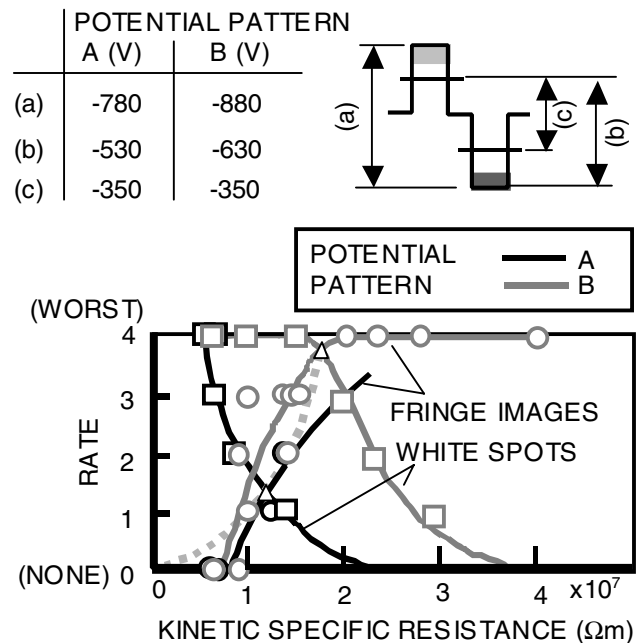 POTENTIAL PATTERN
A (V) B (V)
(a) -780 -880
(b) -530 -630
(c) -350 -350
(a)
(c)
(b)
POTENTIAL PATTERN
A
B
(WORST)
4
3
2
1
(NONE) 0
RATE
FRINGE IMAGES
WHITE SPOTS
0 1 2 3 4 x10⁷
KINETIC SPECIFIC RESISTANCE (Ωm)